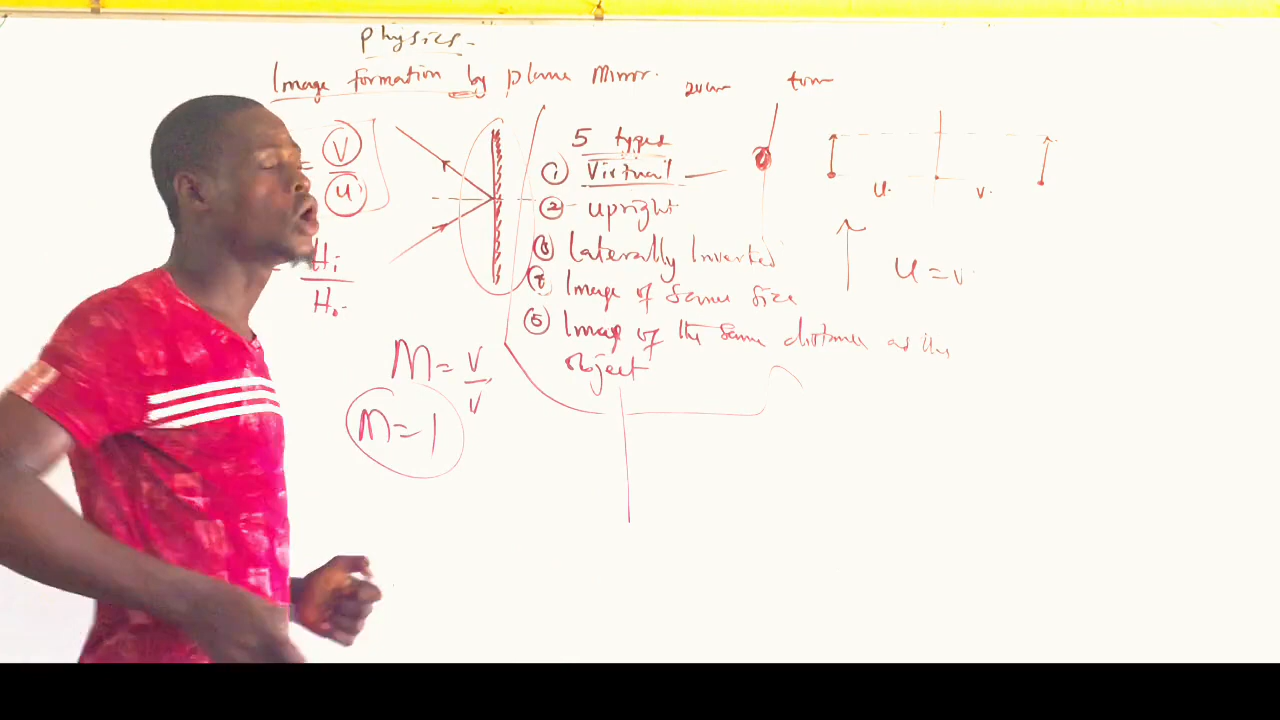 Physics.
Image formation by plane Mirror.
= V
u
Hi
Ho
5 types
① Virtual
② upright
③ Laterally Inverted
④ Image of same size
⑤ Image of the same distance as the
object
u. v.
u = v
M = v
v
M = 1